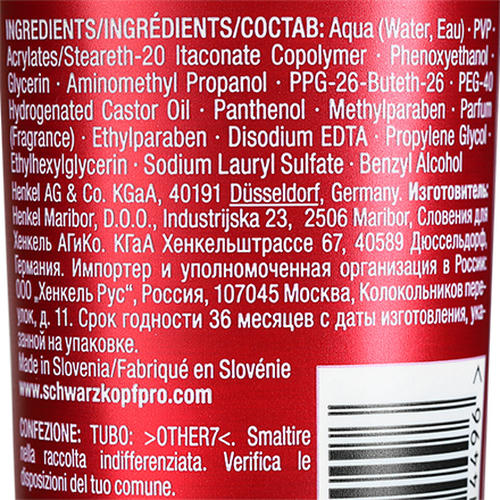 INGREDIENTS/INGRÉDIENTS/СОСТАВ: Aqua (Water, Eau) · PVP ·
Acrylates/Steareth-20 Itaconate Copolymer · Phenoxyethanol ·
Glycerin · Aminomethyl Propanol · PPG-26-Buteth-26 · PEG-40
Hydrogenated Castor Oil · Panthenol · Methylparaben · Parfum
(Fragrance) · Ethylparaben · Disodium EDTA · Propylene Glycol ·
Ethylhexylglycerin · Sodium Lauryl Sulfate · Benzyl Alcohol
Henkel AG & Co. KGaA, 40191 Düsseldorf, Germany. Изготовитель:
Henkel Maribor, D.O.O., Industrijska 23, 2506 Maribor, Словения для
Хенкель АГиКо. КГаА Хенкельштрассе 67, 40589 Дюссельдорф,
Германия. Импортер и уполномоченная организация в России:
ООО „Хенкель Рус", Россия, 107045 Москва, Колокольников пере-
улок, д. 11. Срок годности 36 месяцев с даты изготовления, ука-
занной на упаковке.
Made in Slovenia/Fabriqué en Slovénie
www.schwarzkopfpro.com
CONFEZIONE: TUBO: >OTHER7<. Smaltire
nella raccolta indifferenziata. Verifica le
disposizioni del tuo comune.